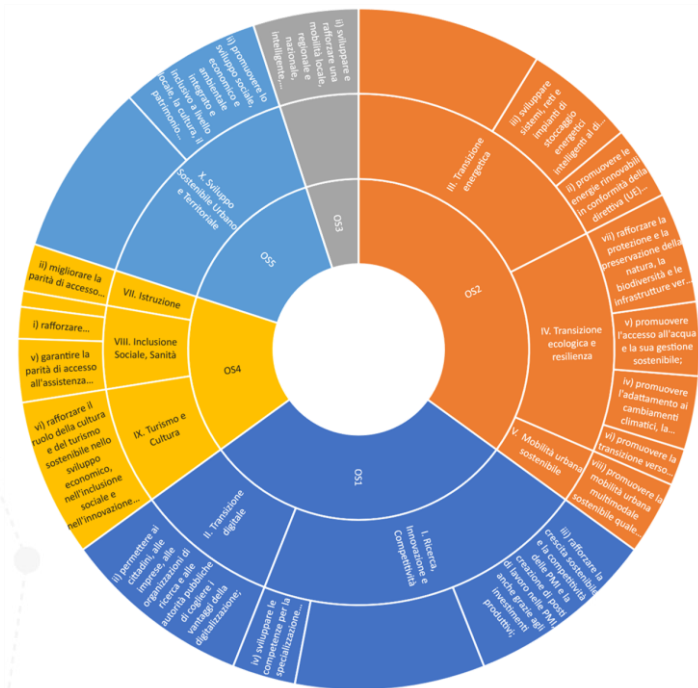 OS2
III. Transizione
energetica
iii) sviluppare
sistemi, reti e
impianti di
stoccaggio
energetici
intelligenti al di...
ii) promuovere le
energie rinnovabili
in conformità della
direttiva (UE)...
IV. Transizione
ecologica e
resilienza
vii) rafforzare la
protezione e la
preservazione della
natura, la
biodiversità e le
infrastrutture ver...
v) promuovere
l'accesso all'acqua
e la sua gestione
sostenibile;
iv) promuovere
l'adattamento ai
cambiamenti
climatici, la...
vi) promuovere la
transizione verso...
V. Mobilità urbana
sostenibile
viii) promuovere la
mobilità urbana
multimodale
sostenibile quale...
OS1
I. Ricerca,
Innovazione e
Competitività
iii) rafforzare la
crescita sostenibile
e la competitività
delle PMI e la
creazione di posti
di lavoro nelle PMI,
anche grazie agli
investimenti
produttivi;
iv) sviluppare le
competenze per la
specializzazione...
II. Transizione
digitale
ii) permettere ai
cittadini, alle
imprese, alle
organizzazioni di
ricerca e alle
autorità pubbliche
di cogliere i
vantaggi della
digitalizzazione;
OS4
IX. Turismo e
Cultura
vi) rafforzare il
ruolo della cultura
e del turismo
sostenibile nello
sviluppo
economico,
nell'inclusione
sociale e
nell'innovazione...
VIII. Inclusione
Sociale, Sanità
v) garantire la
parità di accesso
all'assistenza...
i) rafforzare...
VII. Istruzione
ii) migliorare la
parità di accesso...
OS5
X. Sviluppo
Sostenibile Urbano
e Territoriale
ii) promuovere lo
sviluppo sociale,
economico e
ambientale
integrato e
inclusivo a livello
locale, la cultura, il
patrimonio...
OS3
ii) sviluppare e
rafforzare una
mobilità locale,
regionale e
nazionale,
intelligente,...